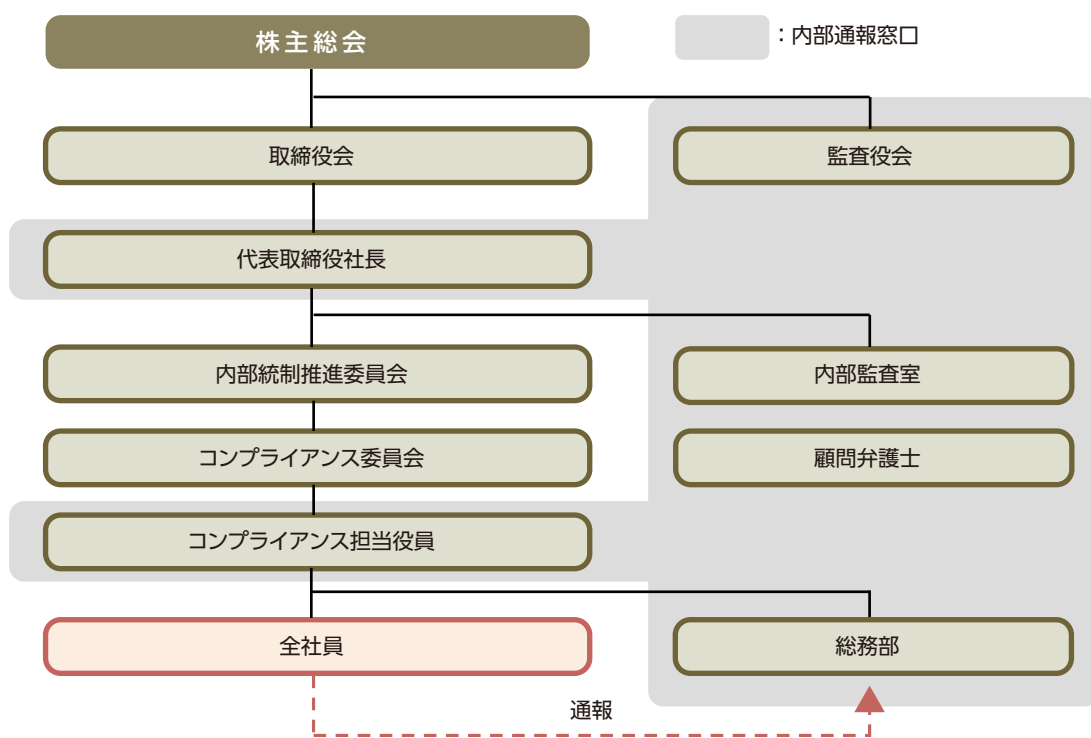 株主総会
：内部通報窓口
取締役会
監査役会
代表取締役社長
内部統制推進委員会
内部監査室
コンプライアンス委員会
顧問弁護士
コンプライアンス担当役員
全社員
総務部
通報